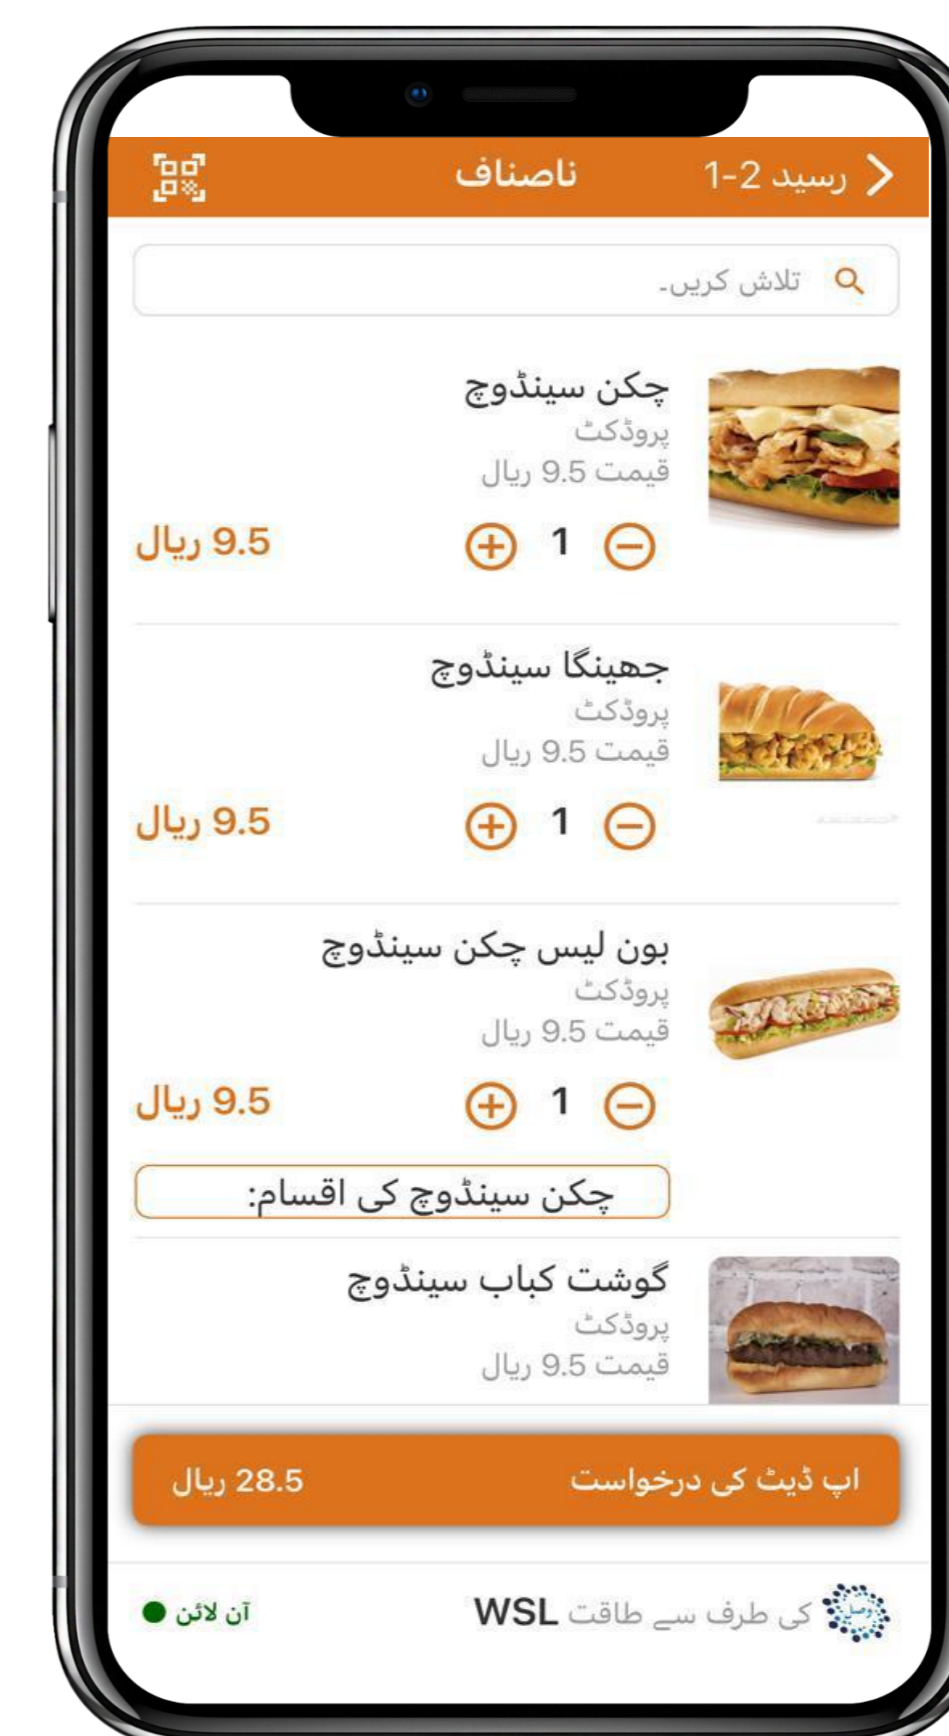 رسید 2-1
ناصناف
تلاش کریں۔
چکن سینڈوچ
پروڈکٹ
قیمت 9.5 ریال
1
9.5 ریال
جھینگا سینڈوچ
پروڈکٹ
قیمت 9.5 ریال
1
9.5 ریال
بون لیس چکن سینڈوچ
پروڈکٹ
قیمت 9.5 ریال
1
9.5 ریال
چکن سینڈوچ کی اقسام:
گوشت کباب سینڈوچ
پروڈکٹ
قیمت 9.5 ریال
اپ ڈیٹ کی درخواست
28.5 ریال
وصل
کی طرف سے طاقت WSL
آن لائن